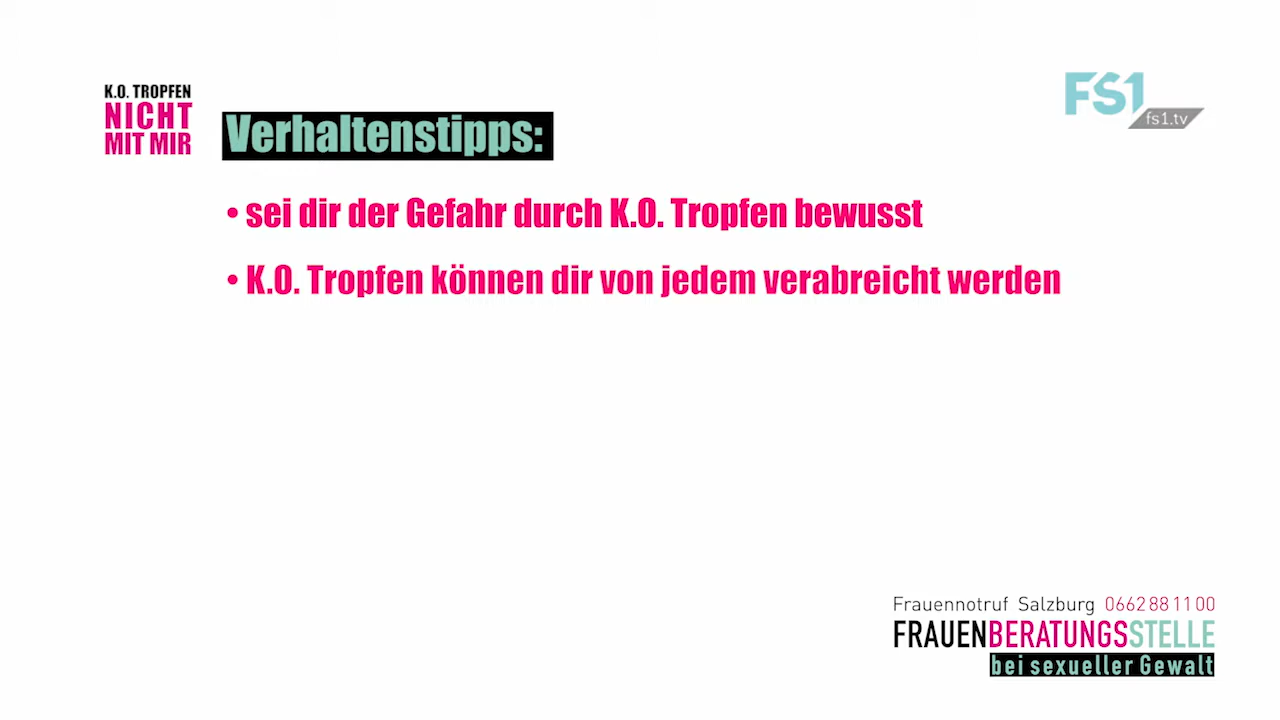 K.O. TROPFEN
NICHT
MIT MIR
Verhaltenstipps:
FS1
fs1.tv
• sei dir der Gefahr durch K.O. Tropfen bewusst
• K.O. Tropfen können dir von jedem verabreicht werden
Frauennotruf Salzburg 0662 88 11 00
FRAUENBERATUNGSSTELLE
bei sexueller Gewalt